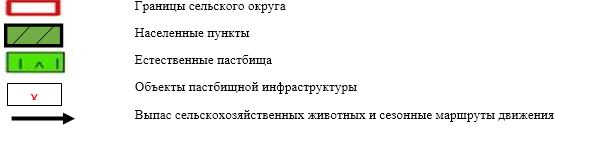 Границы сельского округа
Населенные пункты
Естественные пастбища
Объекты пастбищной инфраструктуры
Выпас сельскохозяйственных животных и сезонные маршруты движения